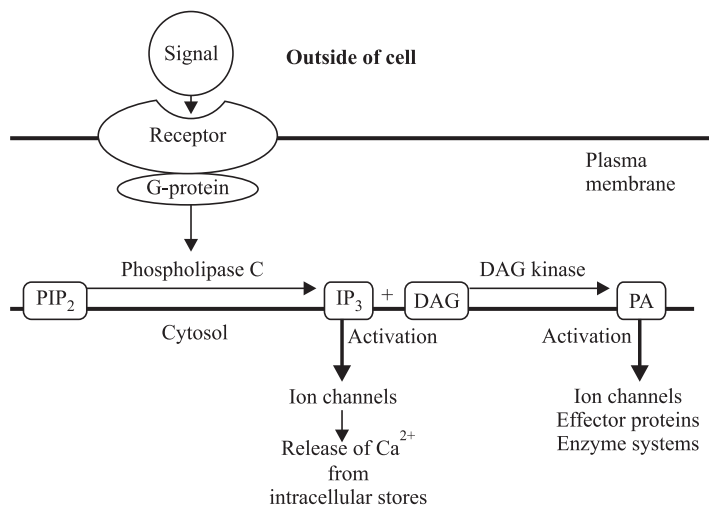 Signal
Outside of cell
Receptor
Plasma
membrane
G-protein
Phospholipase C
DAG kinase
PIP₂
IP₃
+
DAG
PA
Cytosol
Activation
Activation
Ion channels
Release of Ca²⁺
from
intracellular stores
Ion channels
Effector proteins
Enzyme systems